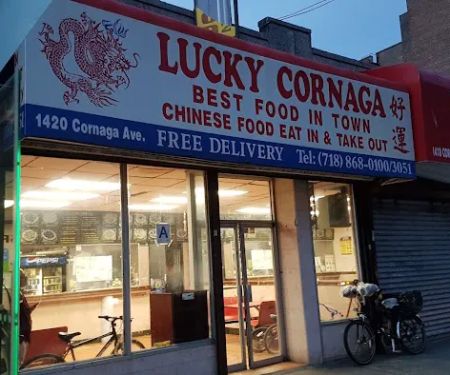 LUCKY CORNAGA
BEST FOOD IN TOWN
CHINESE FOOD EAT IN & TAKE OUT
好運
1420 Cornaga Ave.
FREE DELIVERY
Tel: (718) 868-0100/3051
A
PEPSI